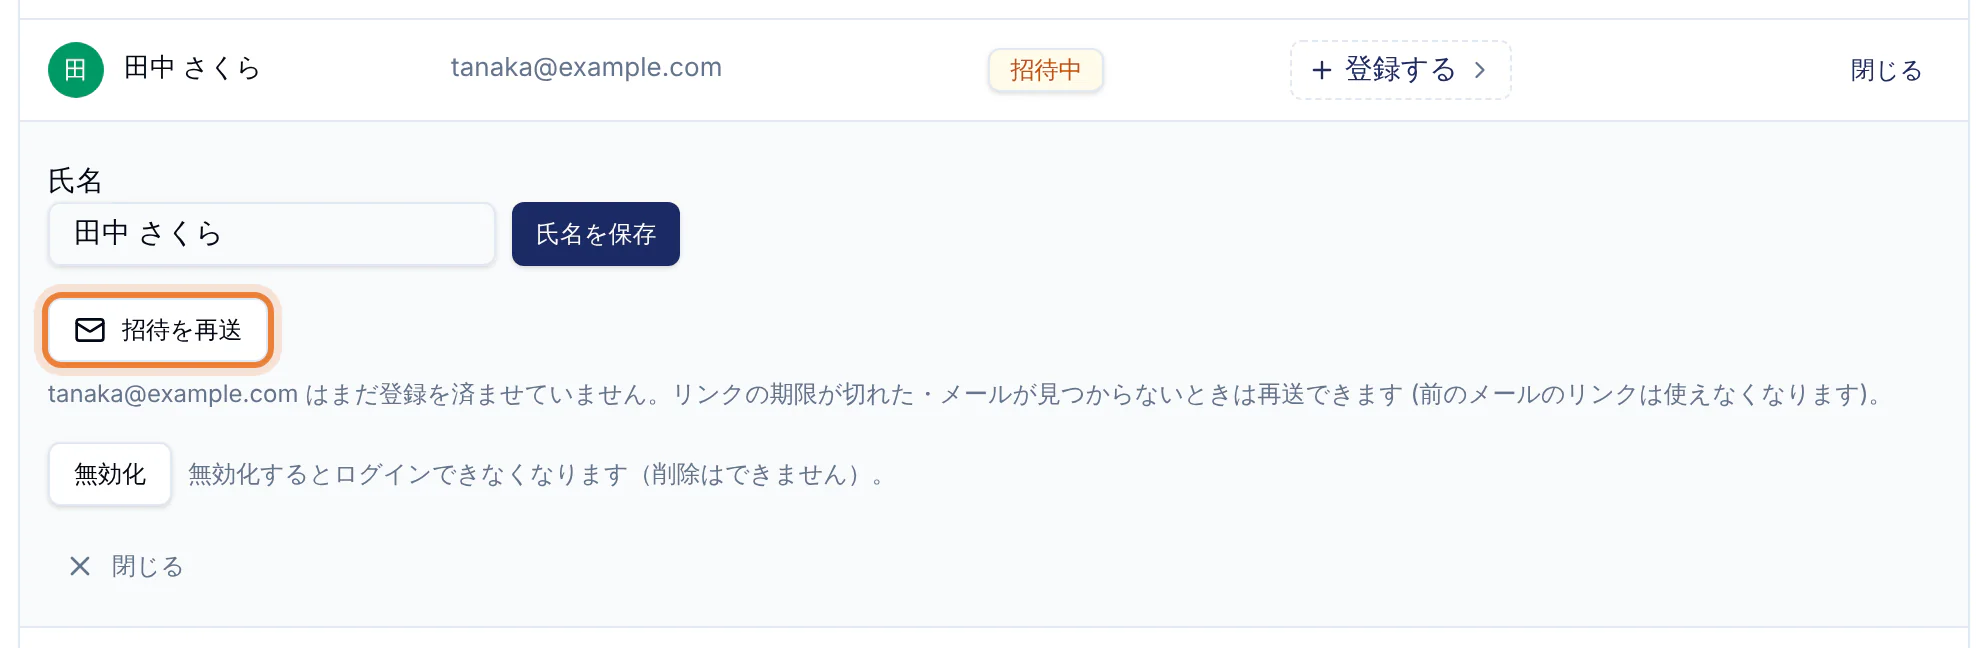 田 田中 さくら tanaka@example.com 招待中 + 登録する > 閉じる
氏名
田中 さくら 氏名を保存
招待を再送
tanaka@example.com はまだ登録を済ませていません。リンクの期限が切れた・メールが見つからないときは再送できます (前のメールのリンクは使えなくなります)。
無効化 無効化するとログインできなくなります（削除はできません）。
× 閉じる